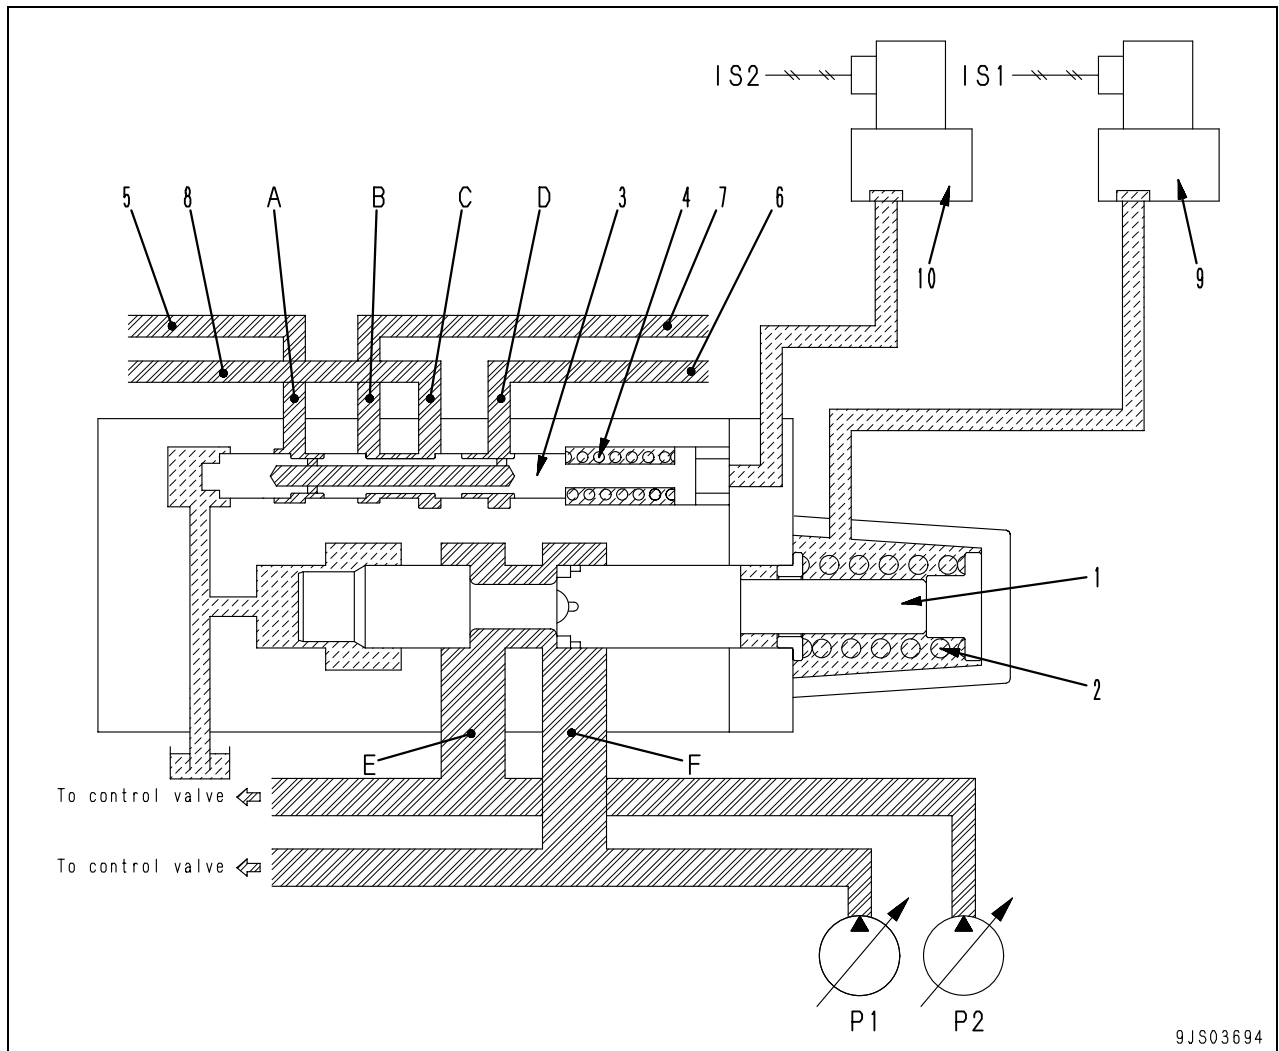 IS2
IS1
5
8
A
B
C
D
3
4
7
6
10
9
1
2
E
F
To control valve
To control valve
P1
P2
9JS03694